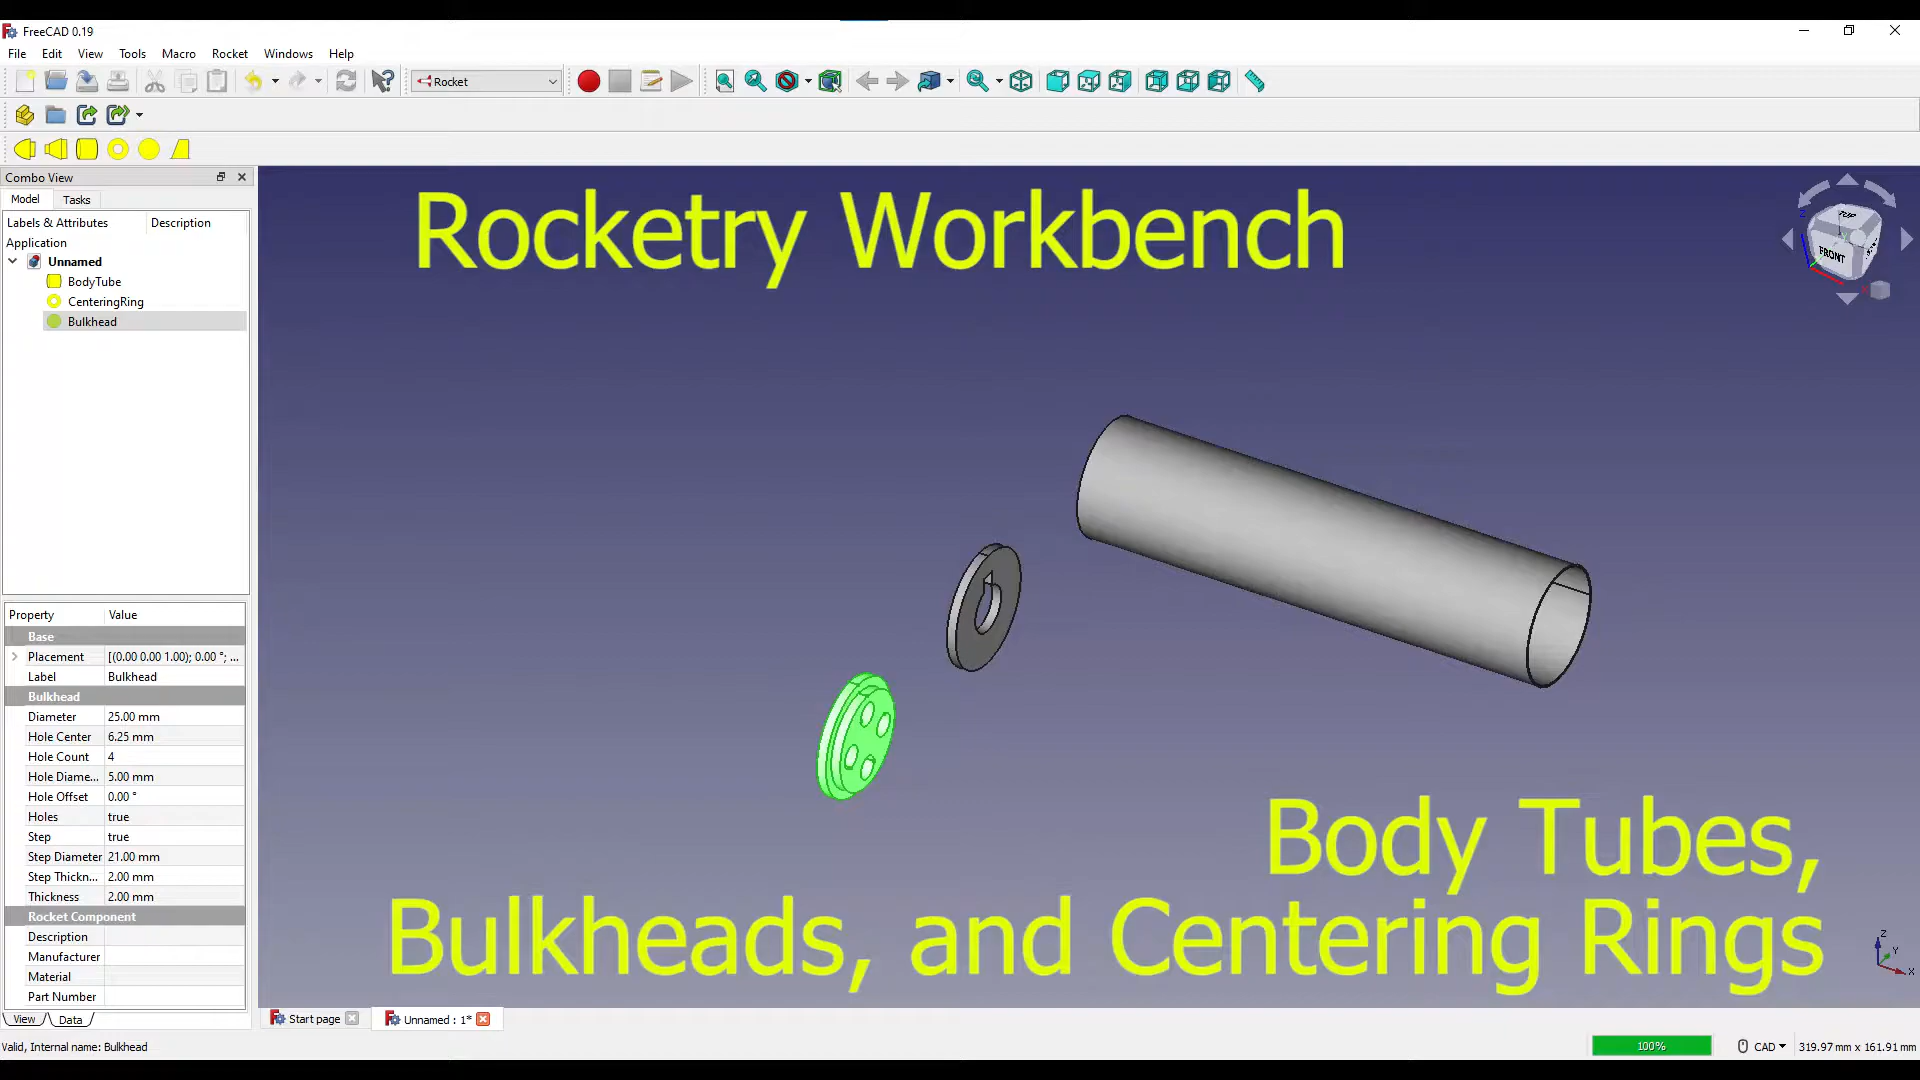 FreeCAD 0.19
File Edit View Tools Macro Rocket Windows Help
Rocket
Combo View
Model Tasks
Labels & Attributes Description
Application
Unnamed
BodyTube
CenteringRing
Bulkhead
Rocketry Workbench
TOP
FRONT
Z
X
Property Value
Base
Placement [(0.00 0.00 1.00); 0.00 °; ...
Label Bulkhead
Bulkhead
Diameter 25.00 mm
Hole Center 6.25 mm
Hole Count 4
Hole Diame... 5.00 mm
Hole Offset 0.00 °
Holes true
Step true
Step Diameter 21.00 mm
Step Thickn... 2.00 mm
Thickness 2.00 mm
Rocket Component
Description
Manufacturer
Material
Part Number
Body Tubes,
Bulkheads, and Centering Rings
Z
Y
X
View Data
Start page Unnamed : 1*
Valid, Internal name: Bulkhead
100% CAD 319.97 mm x 161.91 mm